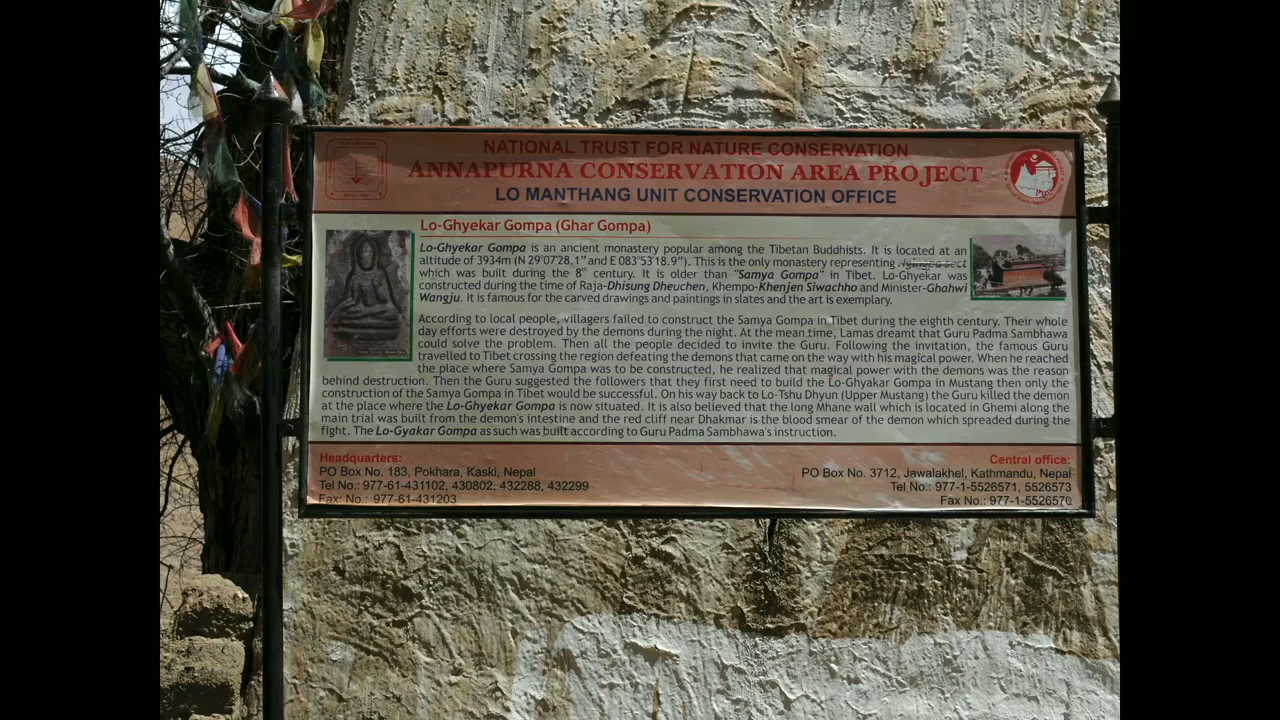 NATIONAL TRUST FOR NATURE CONSERVATION
ANNAPURNA CONSERVATION AREA PROJECT
LO MANTHANG UNIT CONSERVATION OFFICE
Lo-Ghyekar Gompa (Ghar Gompa)
Lo-Ghyekar Gompa is an ancient monastery popular among the Tibetan Buddhists. It is located at an
altitude of 3934m (N 29°07'28.1" and E 083°53'18.9"). This is the only monastery representing
which was built during the 8th century. It is older than "Samya Gompa" in Tibet. Lo-Ghyekar was
constructed during the time of Raja-Dhisung Dheuchen, Khempo-Khenjen Siwachho and Minister-Ghahwi
Wangju. It is famous for the carved drawings and paintings in slates and the art is exemplary.
According to local people, villagers failed to construct the Samya Gompa in Tibet during the eighth century. Their whole
day efforts were destroyed by the demons during the night. At the mean time, Lamas dreamt that Guru Padma Sambhawa
could solve the problem. Then all the people decided to invite the Guru. Following the invitation, the famous Guru
travelled to Tibet crossing the region defeating the demons that came on the way with his magical power. When he reached
the place where Samya Gompa was to be constructed, he realized that magical power with the demons was the reason
behind destruction. Then the Guru suggested the followers that they first need to build the Lo-Ghyakar Gompa in Mustang then only the
construction of the Samya Gompa in Tibet would be successful. On his way back to Lo-Tshu Dhyun (Upper Mustang) the Guru killed the demon
at the place where the Lo-Ghyekar Gompa is now situated. It is also believed that the long Mhane wall which is located in Ghemi along the
main trial was built from the demon's intestine and the red cliff near Dhakmar is the blood smear of the demon which spreaded during the
fight. The Lo-Gyakar Gompa as such was built according to Guru Padma Sambhawa's instruction.
Headquarters:
PO Box No. 183, Pokhara, Kaski, Nepal
Tel No.: 977-61-431102, 430802, 432288, 432299
Fax: No.: 977-61-431203
Central office:
PO Box No. 3712, Jawalakhel, Kathmandu, Nepal
Tel No.: 977-1-5526571, 5526573
Fax No.: 977-1-5526570